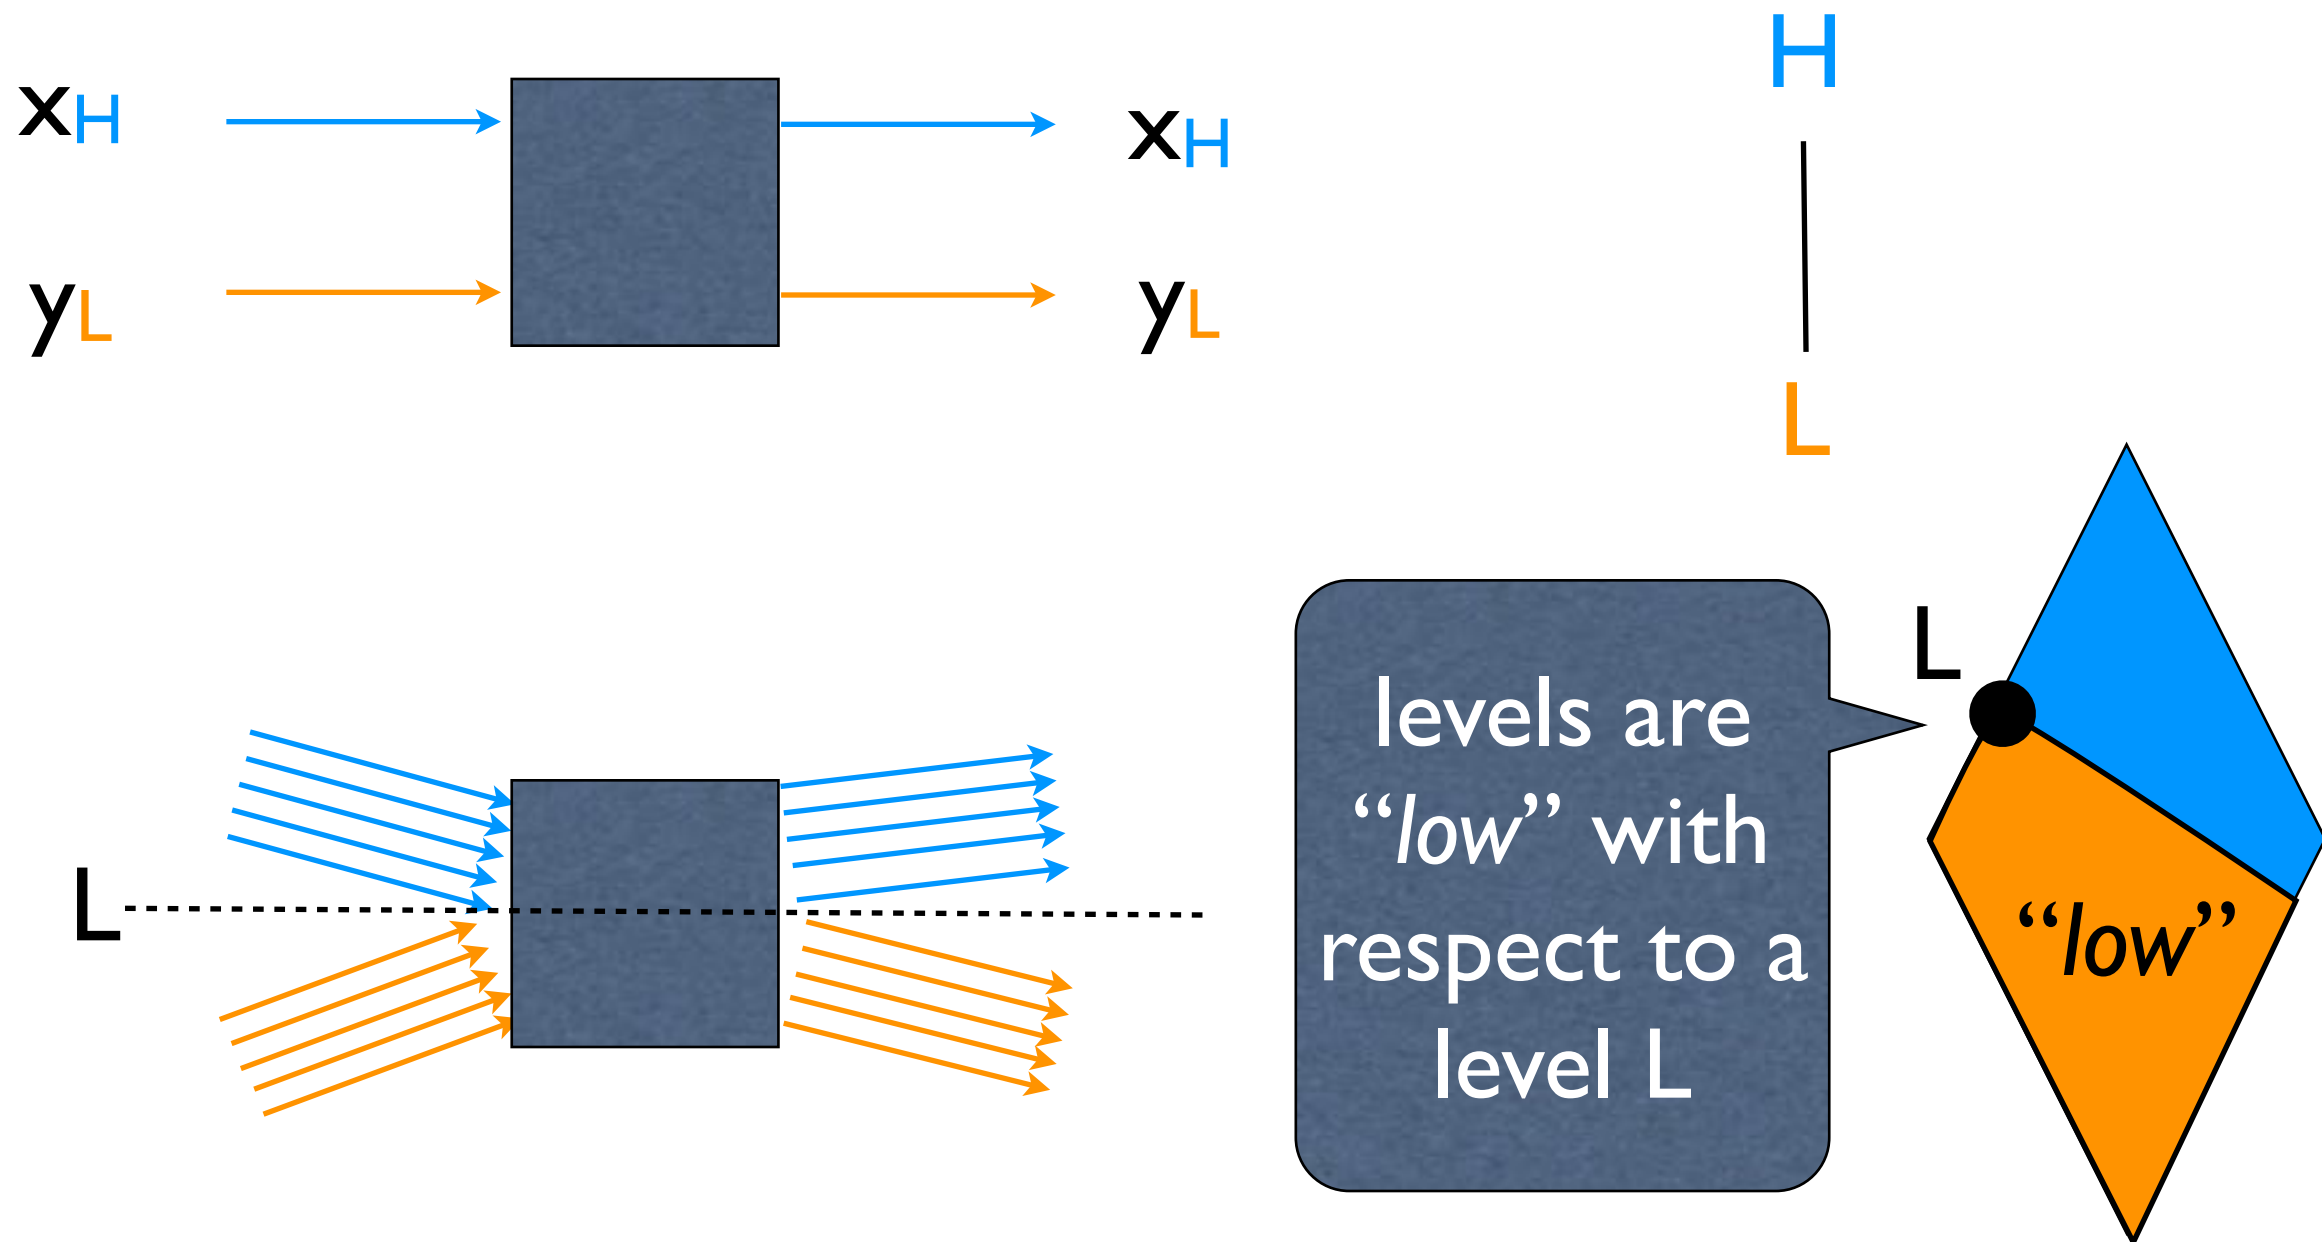 xH
xH
yL
yL
H
L
L
levels are
“low” with
respect to a
level L
L
“low”